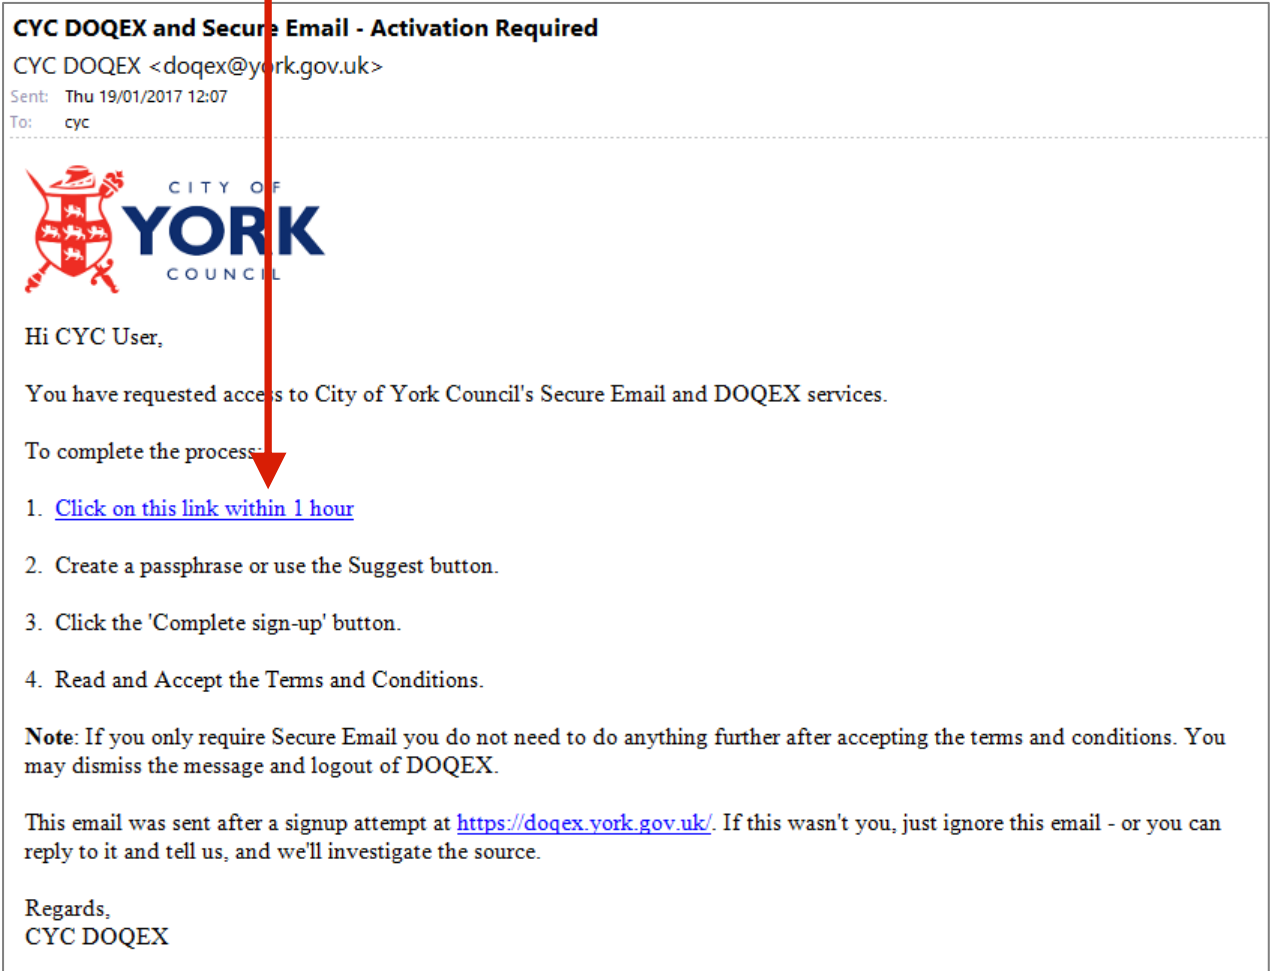 CYC DOQEX and Secure Email - Activation Required
CYC DOQEX <doqex@york.gov.uk>
Sent: Thu 19/01/2017 12:07
To: cyc
CITY OF
YORK
COUNCIL
Hi CYC User,
You have requested access to City of York Council's Secure Email and DOQEX services.
To complete the process:
1. Click on this link within 1 hour
2. Create a passphrase or use the Suggest button.
3. Click the 'Complete sign-up' button.
4. Read and Accept the Terms and Conditions.
Note: If you only require Secure Email you do not need to do anything further after accepting the terms and conditions. You
may dismiss the message and logout of DOQEX.
This email was sent after a signup attempt at https://doqex.york.gov.uk/. If this wasn't you, just ignore this email - or you can
reply to it and tell us, and we'll investigate the source.
Regards,
CYC DOQEX